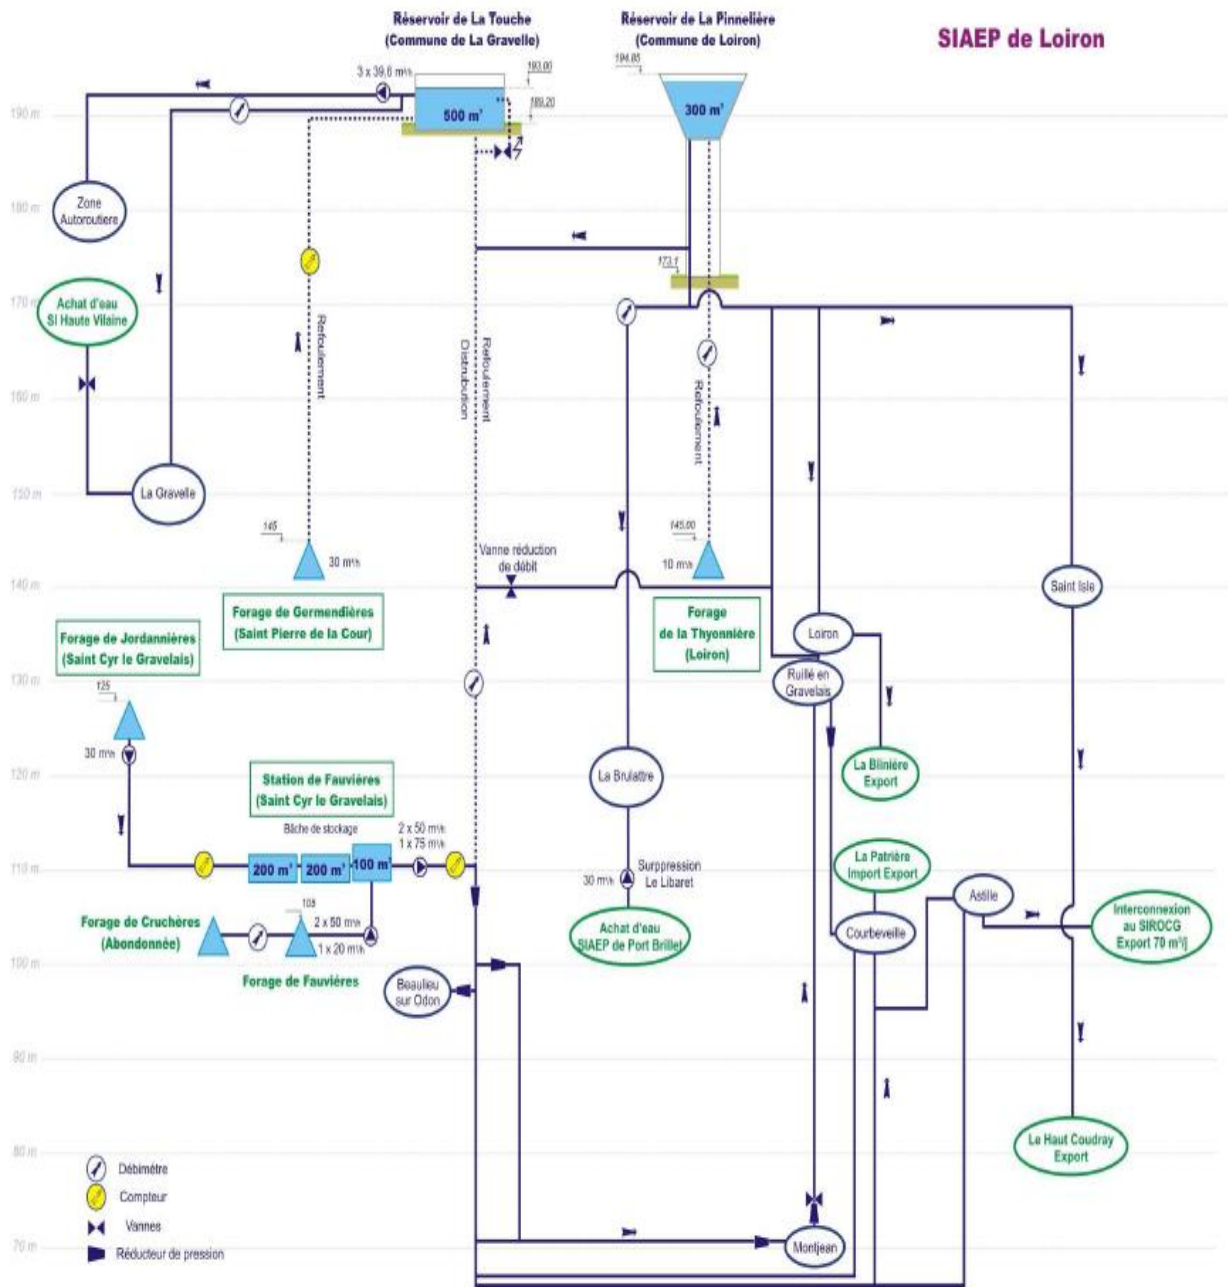 Réservoir de La Touche
(Commune de La Gravelle)
Réservoir de La Pinnelière
(Commune de Loiron)
SIAEP de Loiron
3 x 39,6 m³/h
193.00
189.20
500 m³
194.85
300 m³
173.1
190 m
180 m
170 m
160 m
150 m
140 m
130 m
120 m
110 m
100 m
90 m
80 m
70 m
Zone
Autoroutiere
Achat d'eau
SI Haute Vilaine
La Gravelle
Refoulement
Refoulement
Distrubution
Refoulement
145
30 m³/h
Forage de Germendières
(Saint Pierre de la Cour)
Vanne réduction
de débit
145.00
10 m³/h
Forage
de la Thyonnière
(Loiron)
Saint Isle
Loiron
Ruillé en
Gravelais
Forage de Jordannières
(Saint Cyr le Gravelais)
125
30 m³/h
La Brulattre
La Blinière
Export
Station de Fauvières
(Saint Cyr le Gravelais)
Bâche de stockage
2 x 50 m³/h
1 x 75 m³/h
200 m³
200 m³
100 m³
30 m³/h
Surppression
Le Libaret
La Patrière
Import Export
Astille
Interconnexion
au SIROCG
Export 70 m³/j
Forage de Cruchères
(Abondonnée)
105
2 x 50 m³/h
1 x 20 m³/h
Forage de Fauvières
Achat d'eau
SIAEP de Port Brillet
Courbeveille
Beaulieu
sur Odon
Le Haut Coudray
Export
Montjean
Débimétre
Compteur
Vannes
Réducteur de pression